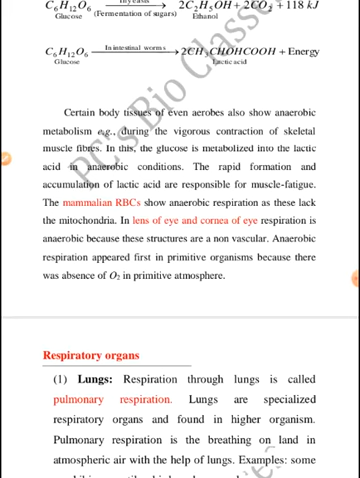 C6H12O6 In yeasts 2C2H5OH + 2CO2 + 118 kJ
Glucose (Fermentation of sugars) Ethanol
C6H12O6 In intestinal worms 2CH3CHOHCOOH + Energy
Glucose Lactic acid
Certain body tissues of even aerobes also show anaerobic
metabolism e.g., during the vigorous contraction of skeletal
muscle fibres. In this, the glucose is metabolized into the lactic
acid in anaerobic conditions. The rapid formation and
accumulation of lactic acid are responsible for muscle-fatigue.
The mammalian RBCs show anaerobic respiration as these lack
the mitochondria. In lens of eye and cornea of eye respiration is
anaerobic because these structures are a non vascular. Anaerobic
respiration appeared first in primitive organisms because there
was absence of O2 in primitive atmosphere.
PC's Bio Classes
Respiratory organs
(1) Lungs: Respiration through lungs is called
pulmonary respiration. Lungs are specialized
respiratory organs and found in higher organism.
Pulmonary respiration is the breathing on land in
atmospheric air with the help of lungs. Examples: some